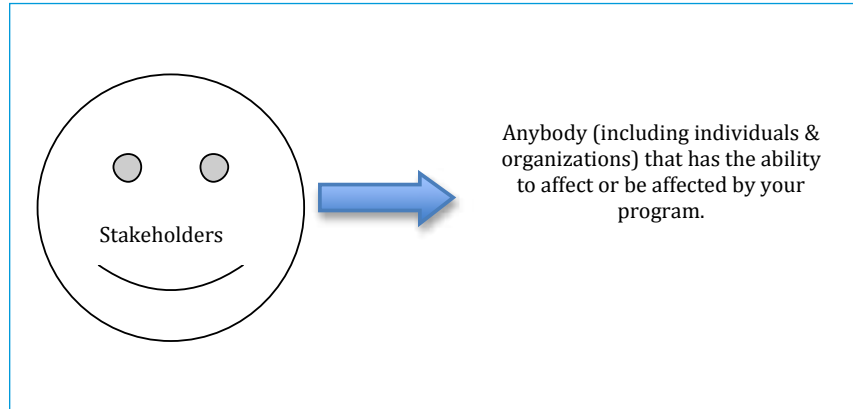 Stakeholders
Anybody (including individuals &
organizations) that has the ability
to affect or be affected by your
program.